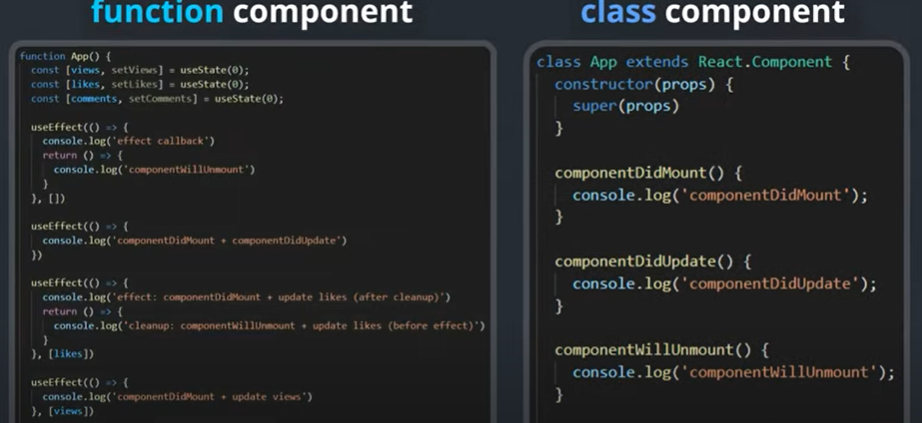 function component
function App() {
const [views, setViews] = useState(0);
const [likes, setLikes] = useState(0);
const [comments, setComments] = useState(0);
useEffect(() => {
console.log('effect callback')
return () => {
console.log('componentWillUnmount')
}
}, [])
useEffect(() => {
console.log('componentDidMount + componentDidUpdate')
})
useEffect(() => {
console.log('effect: componentDidMount + update likes (after cleanup)')
return () => {
console.log('cleanup: componentWillUnmount + update likes (before effect)')
}
}, [likes])
useEffect(() => {
console.log('componentDidMount + update views')
}, [views])
class component
class App extends React.Component {
constructor(props) {
super(props)
}
componentDidMount() {
console.log('componentDidMount');
}
componentDidUpdate() {
console.log('componentDidUpdate');
}
componentWillUnmount() {
console.log('componentWillUnmount');
}